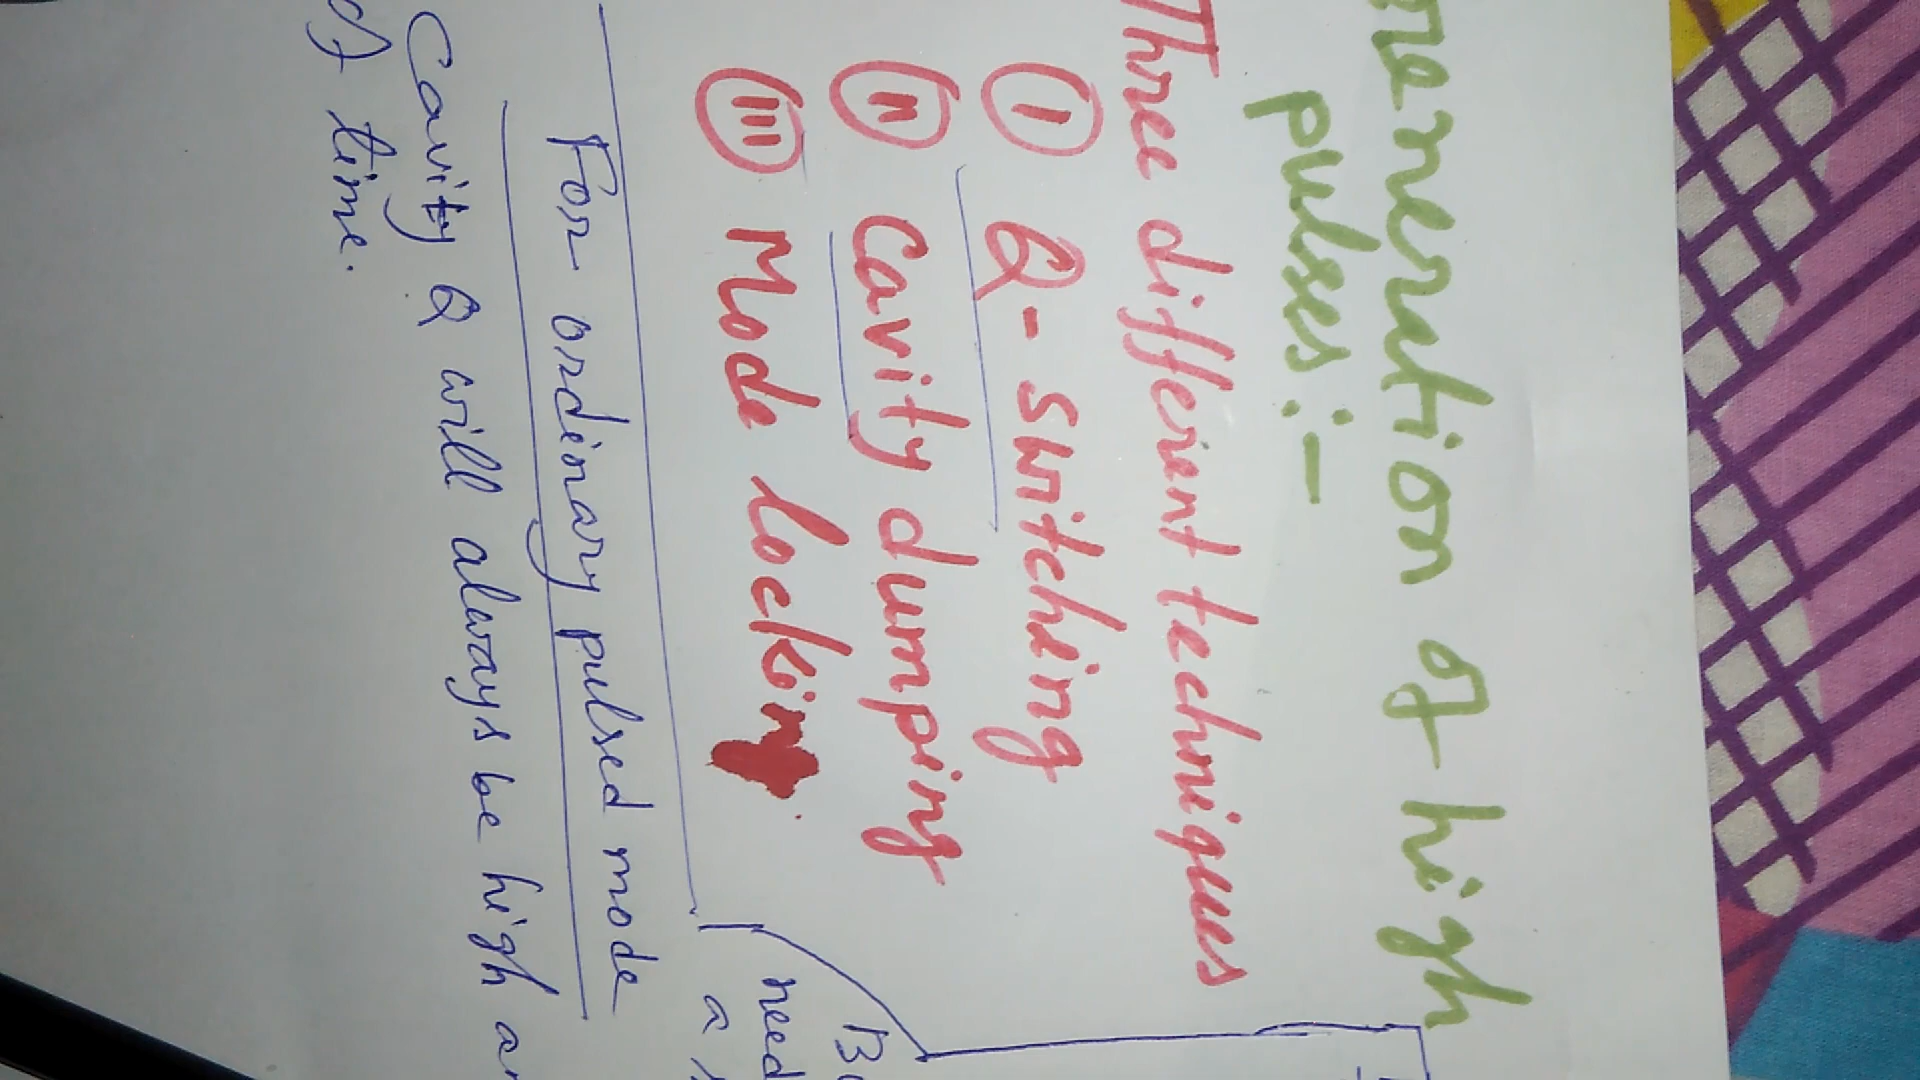 neneration of high
pulses:-
Three different techniques
I Q-switching
II Cavity dumping
III Mode locking
need
a
For ordinary pulsed mode
Cavity Q will always be high
of time.